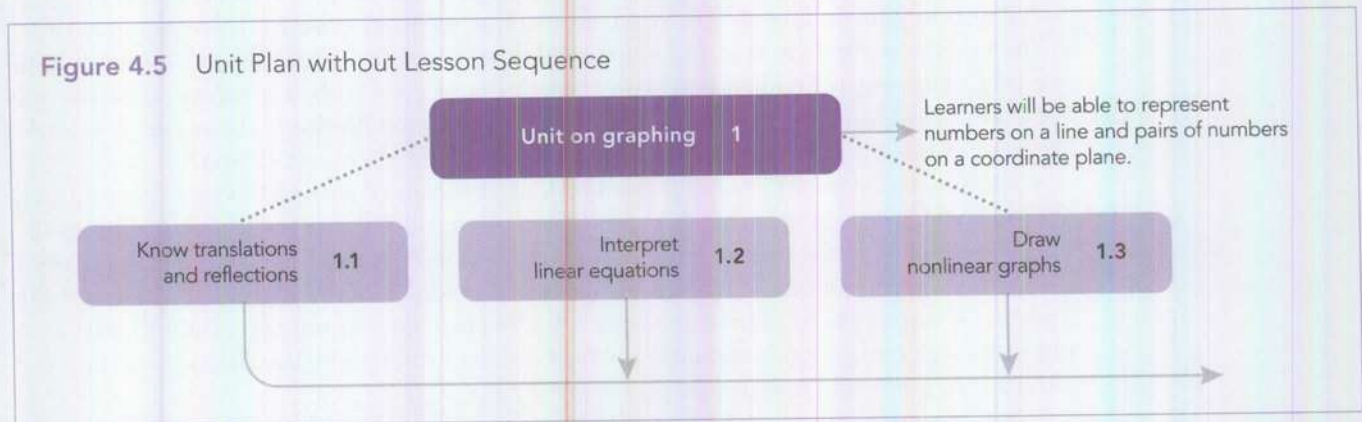 Figure 4.5 Unit Plan without Lesson Sequence
Unit on graphing 1
Learners will be able to represent
numbers on a line and pairs of numbers
on a coordinate plane.
Know translations
and reflections 1.1
Interpret
linear equations 1.2
Draw
nonlinear graphs 1.3